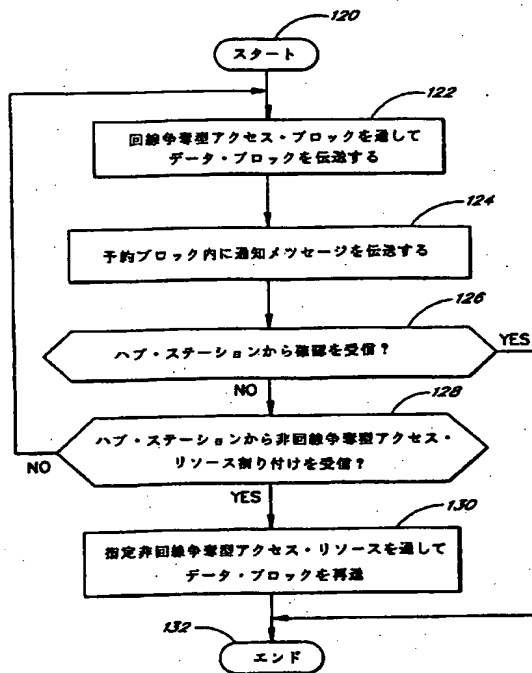 120
スタート
122
回線争奪型アクセス・ブロックを通して
データ・ブロックを伝送する
124
予約ブロック内に通知メツセージを伝送する
126
ハブ・ステーションから確認を受信?
YES
NO
128
ハブ・ステーションから非回線争奪型アクセス・
リソース割り付けを受信?
NO
YES
130
指定非回線争奪型アクセス・リソースを通して
データ・ブロックを再送
132
エンド